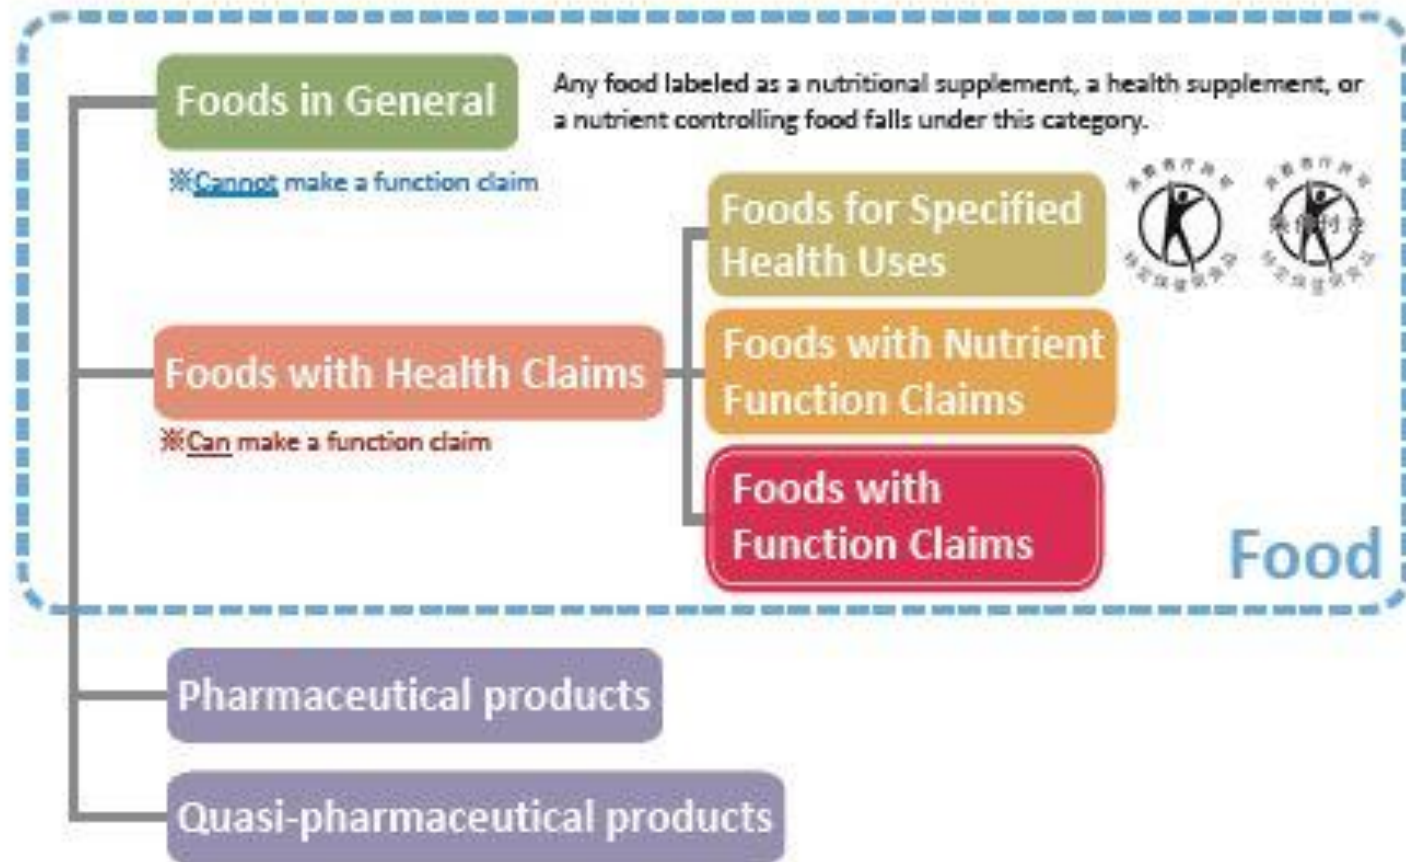 Foods in General
Any food labeled as a nutritional supplement, a health supplement, or
a nutrient controlling food falls under this category.
※Cannot make a function claim
Foods for Specified
Health Uses
Foods with Health Claims
※Can make a function claim
Foods with Nutrient
Function Claims
Foods with
Function Claims
Food
Pharmaceutical products
Quasi-pharmaceutical products